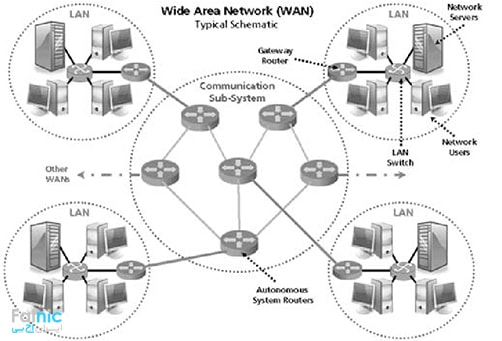 Wide Area Network (WAN)
Typical Schematic
LAN
LAN
Network
Servers
Gateway
Router
Communication
Sub-System
LAN
Switch
Network
Users
Other
WANs
LAN
LAN
Autonomous
System Routers